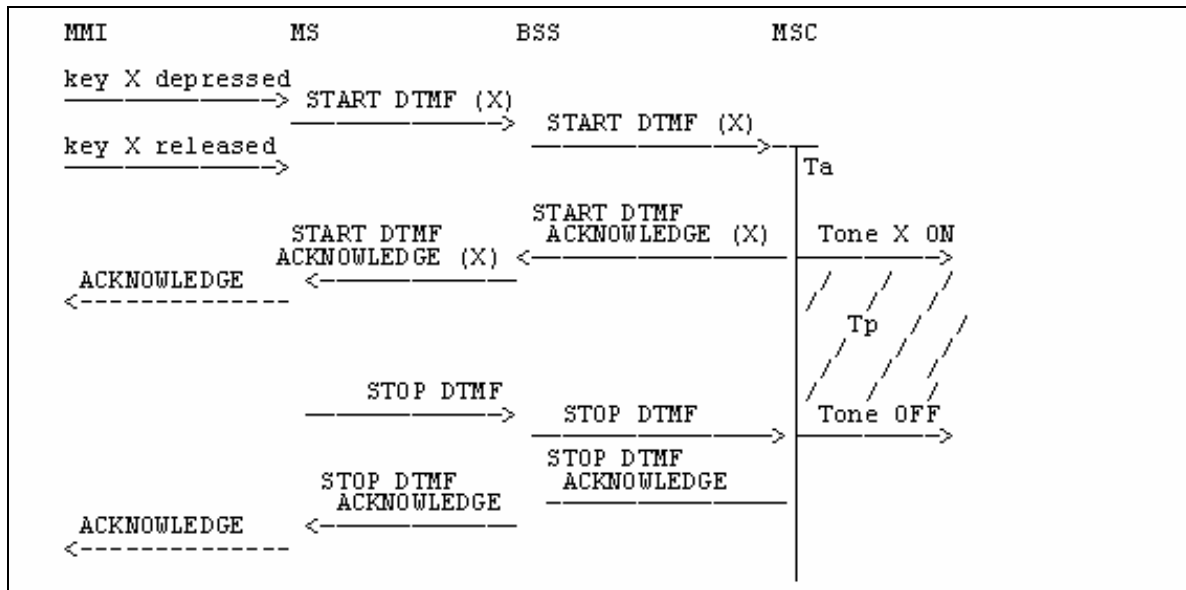 MMI MS BSS MSC
key X depressed
START DTMF (X)
START DTMF (X)
key X released
Ta
START DTMF
ACKNOWLEDGE (X)
Tone X ON
START DTMF
ACKNOWLEDGE (X)
ACKNOWLEDGE
Tp
STOP DTMF
STOP DTMF
Tone OFF
STOP DTMF
ACKNOWLEDGE
STOP DTMF
ACKNOWLEDGE
ACKNOWLEDGE